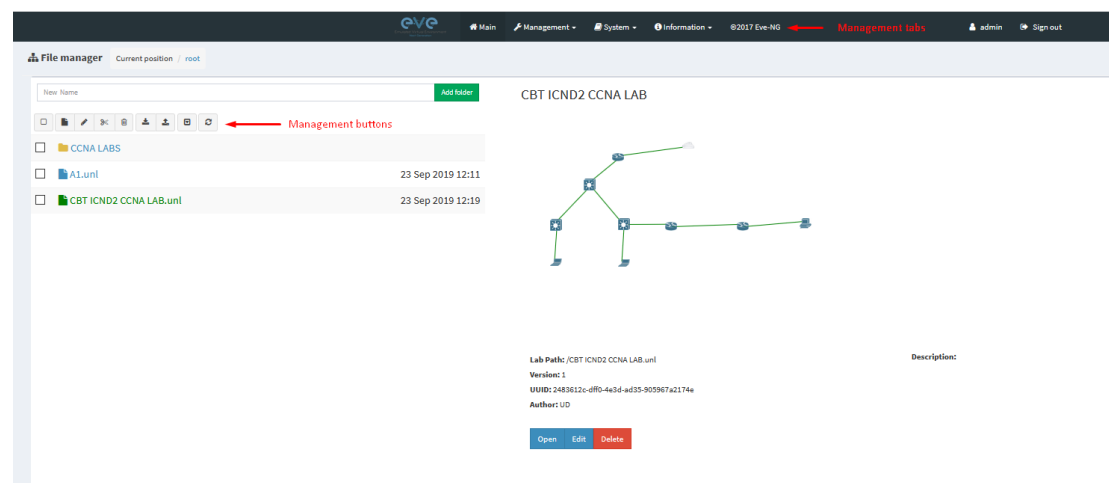 eve
Main Management System Information ©2017 Eve-NG Management tabs admin Sign out
File manager Current position / root
New Name Add folder
Management buttons
CCNA LABS
A1.unl 23 Sep 2019 12:11
CBT ICND2 CCNA LAB.unl 23 Sep 2019 12:19
CBT ICND2 CCNA LAB
Lab Path: /CBT ICND2 CCNA LAB.unl
Version: 1
UUID: 2483612c-dff0-4e3d-ad35-905967a2174e
Author: UD
Description:
Open Edit Delete